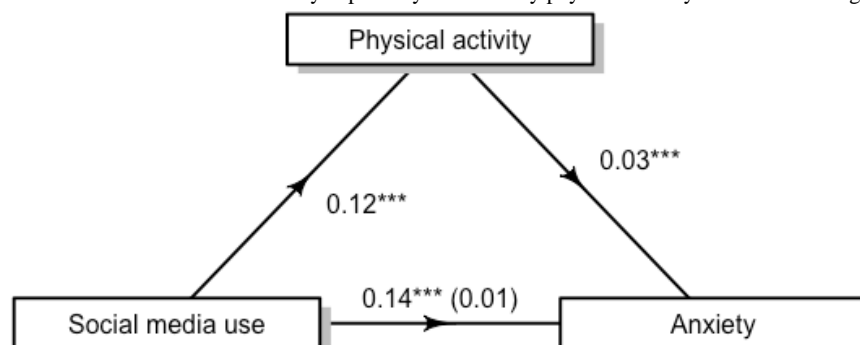 Physical activity
0.03***
0.12***
0.14*** (0.01)
Social media use
Anxiety